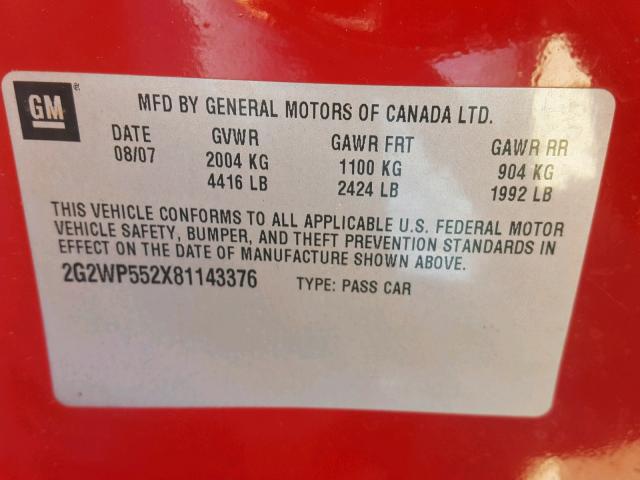 GM ®
MFD BY GENERAL MOTORS OF CANADA LTD.
DATE GVWR GAWR FRT GAWR RR
08/07 2004 KG 1100 KG 904 KG
4416 LB 2424 LB 1992 LB
THIS VEHICLE CONFORMS TO ALL APPLICABLE U.S. FEDERAL MOTOR
VEHICLE SAFETY, BUMPER, AND THEFT PREVENTION STANDARDS IN
EFFECT ON THE DATE OF MANUFACTURE SHOWN ABOVE.
2G2WP552X81143376 TYPE: PASS CAR